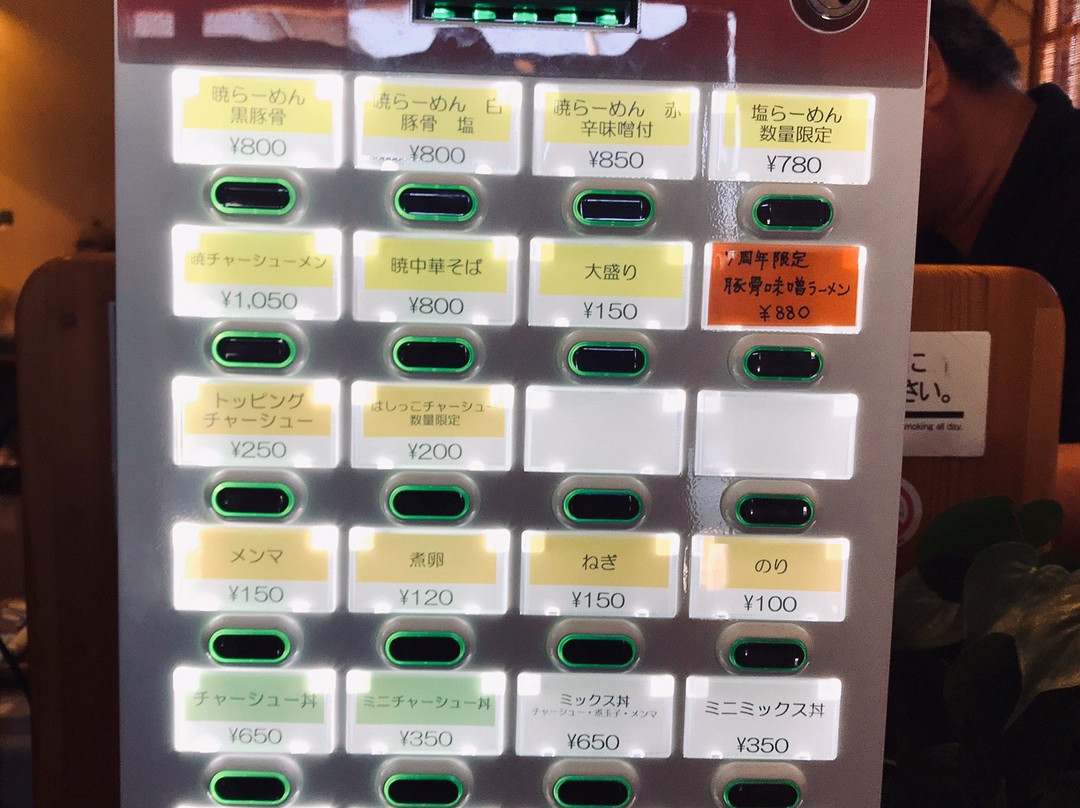 暁らーめん
黒豚骨
¥800
暁らーめん 白
豚骨 塩
¥800
暁らーめん 赤
辛味噌付
¥850
塩らーめん
数量限定
¥780
暁チャーシューメン
¥1,050
暁中華そば
¥800
大盛り
¥150
7周年限定
豚骨味噌ラーメン
¥880
トッピング
チャーシュー
¥250
はしっこチャーシュー
数量限定
¥200
メンマ
¥150
煮卵
¥120
ねぎ
¥150
のり
¥100
チャーシュー丼
¥650
ミニチャーシュー丼
¥350
ミックス丼
チャーシュー・煮玉子・メンマ
¥650
ミニミックス丼
¥350
こ
さい。
moking all day.